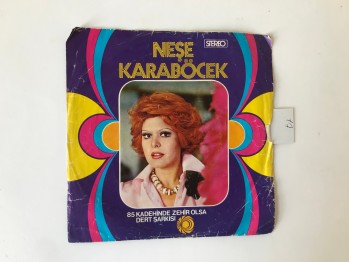 NEŞE
STEREO
KARABÖCEK
85 KADEHİNDE ZEHİR OLSA
DERT ŞARKISI